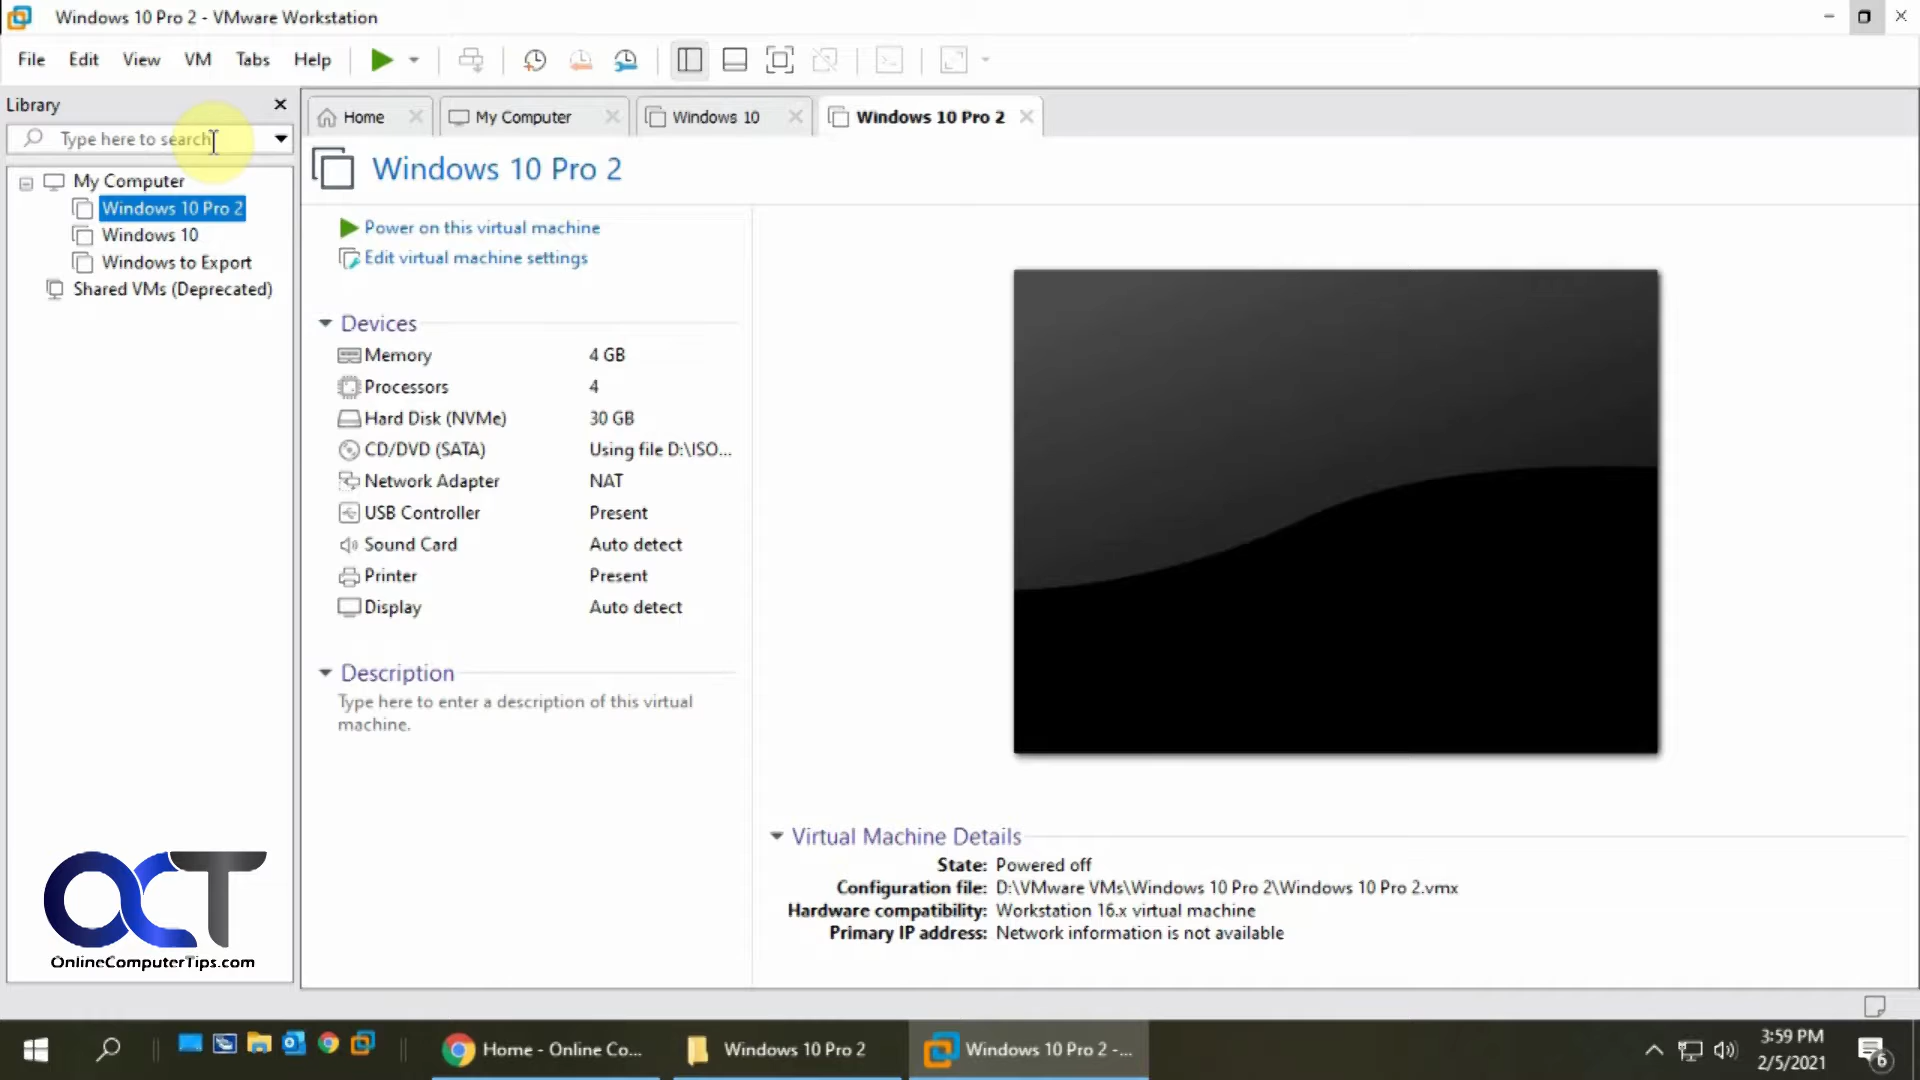 Windows 10 Pro 2 - VMware Workstation
File Edit View VM Tabs Help
Library
Type here to search
My Computer
Windows 10 Pro 2
Windows 10
Windows to Export
Shared VMs (Deprecated)
Home My Computer Windows 10 Windows 10 Pro 2
Windows 10 Pro 2
Power on this virtual machine
Edit virtual machine settings
Devices
Memory 4 GB
Processors 4
Hard Disk (NVMe) 30 GB
CD/DVD (SATA) Using file D:\ISO...
Network Adapter NAT
USB Controller Present
Sound Card Auto detect
Printer Present
Display Auto detect
Description
Type here to enter a description of this virtual
machine.
Virtual Machine Details
State: Powered off
Configuration file: D:\VMware VMs\Windows 10 Pro 2\Windows 10 Pro 2.vmx
Hardware compatibility: Workstation 16.x virtual machine
Primary IP address: Network information is not available
OCT
OnlineComputerTips.com
Home - Online Co...
Windows 10 Pro 2
Windows 10 Pro 2 -...
3:59 PM
2/5/2021
6